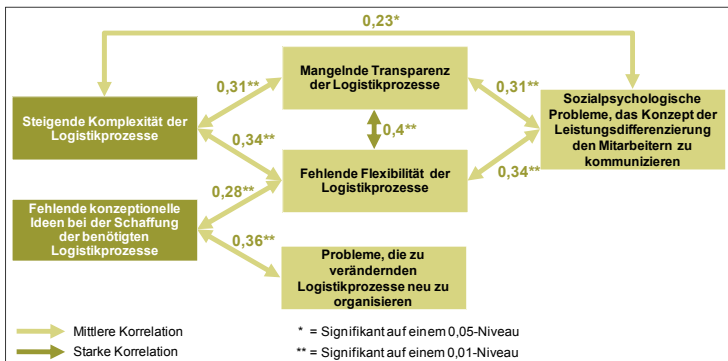 0,23*
Mangelnde Transparenz
der Logistikprozesse
0,31**
0,31**
Steigende Komplexität der
Logistikprozesse
0,4**
Sozialpsychologische
Probleme, das Konzept der
Leistungsdifferenzierung
den Mitarbeitern zu
kommunizieren
0,34**
Fehlende Flexibilität der
Logistikprozesse
0,34**
0,28**
Fehlende konzeptionelle
Ideen bei der Schaffung
der benötigten
Logistikprozesse
0,36**
Probleme, die zu
verändernden
Logistikprozesse neu zu
organisieren
Mittlere Korrelation
* = Signifikant auf einem 0,05-Niveau
Starke Korrelation
** = Signifikant auf einem 0,01-Niveau